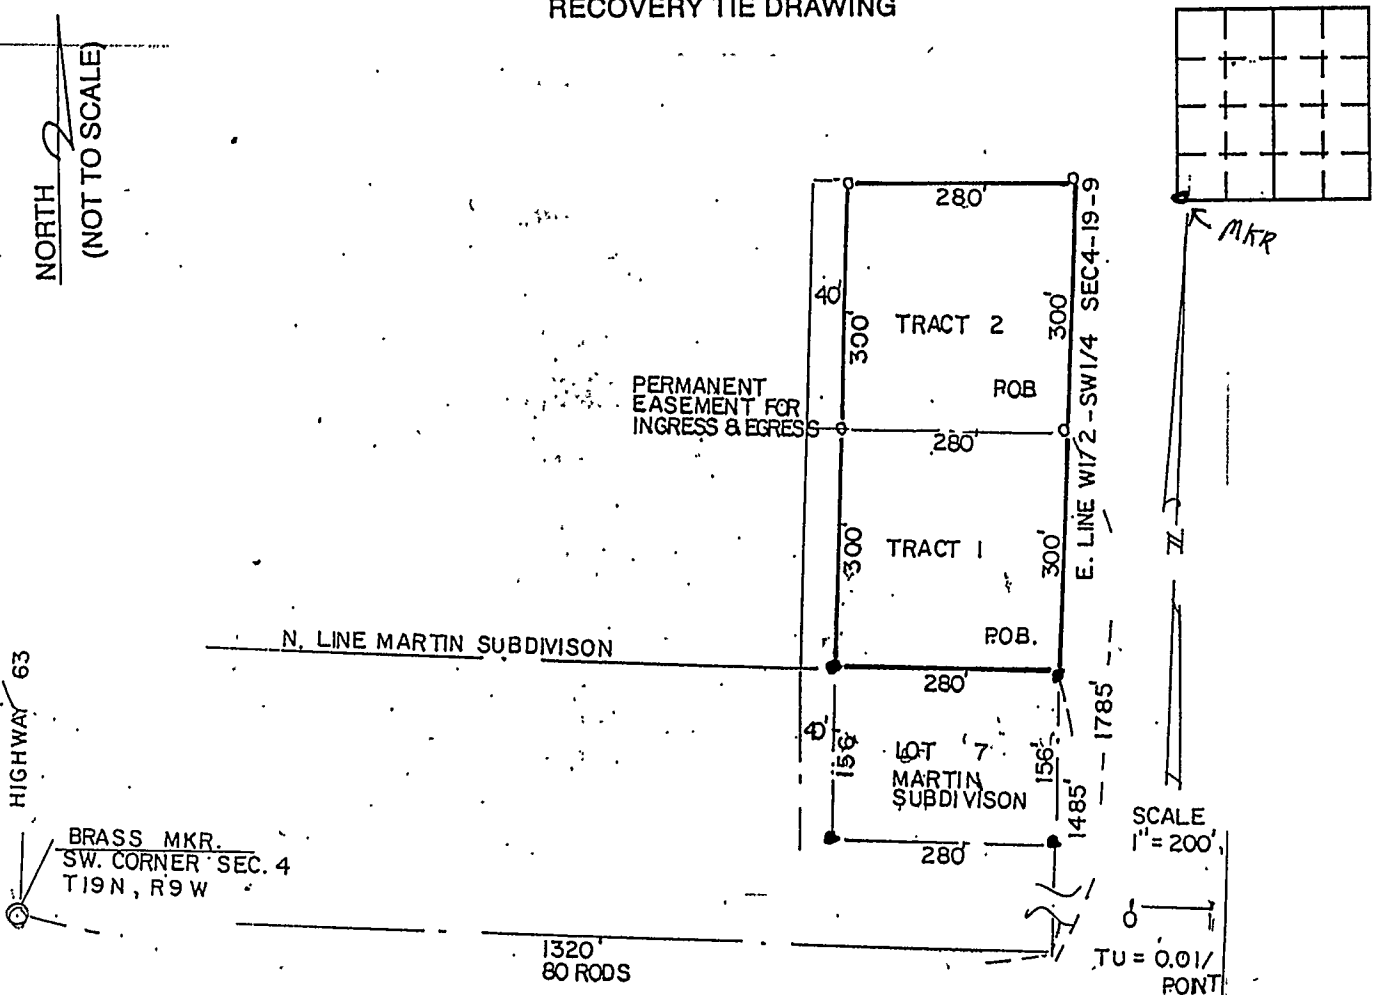 RECOVERY TIE DRAWING
NORTH
(NOT TO SCALE)
MKR
280'
40'
300'
TRACT 2
300'
P.O.B
E. LINE W1/2-SW1/4 SEC4-19-9
PERMANENT
EASEMENT FOR
INGRESS & EGRESS
280'
300'
TRACT 1
300'
P.O.B.
N. LINE MARTIN SUBDIVISON
280'
HIGHWAY 63
40'
156'
LOT 7
MARTIN
SUBDIVISON
156'
1485'
1785'
280'
SCALE
1"=200'
0
TU = 0.01/
POINT
BRASS MKR.
SW. CORNER SEC. 4
T19N, R9W
1320'
80 RODS